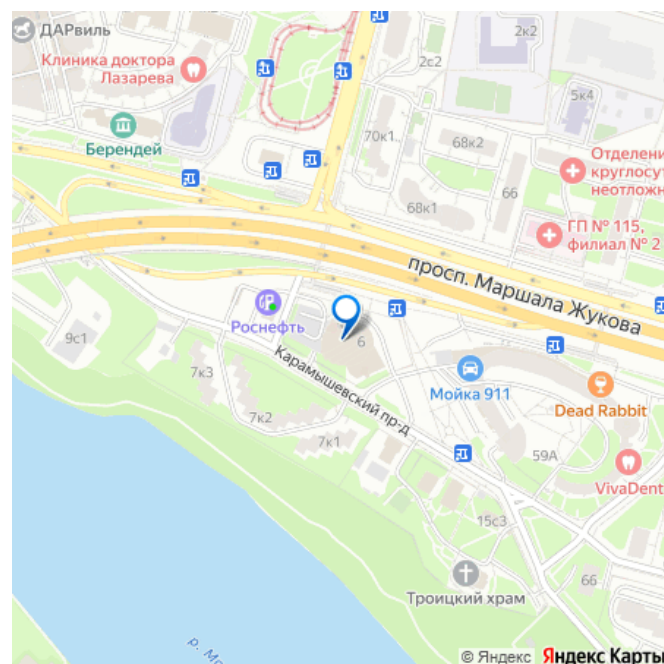 ДАРвиль
2к2
Клиника доктора
Лазарева
2с2
5к4
Берендей
70к1
68к2
Отделени
круглосут
неотложн
66
68к1
ГП № 115,
филиал № 2
просп. Маршала Жукова
Роснефть
9с1
6
7к3
Карамышевский пр-д
Мойка 911
7к2
Dead Rabbit
7к1
59А
VivaDent
15с3
66
Троицкий храм
р. Мо
© Яндекс Яндекс Карты